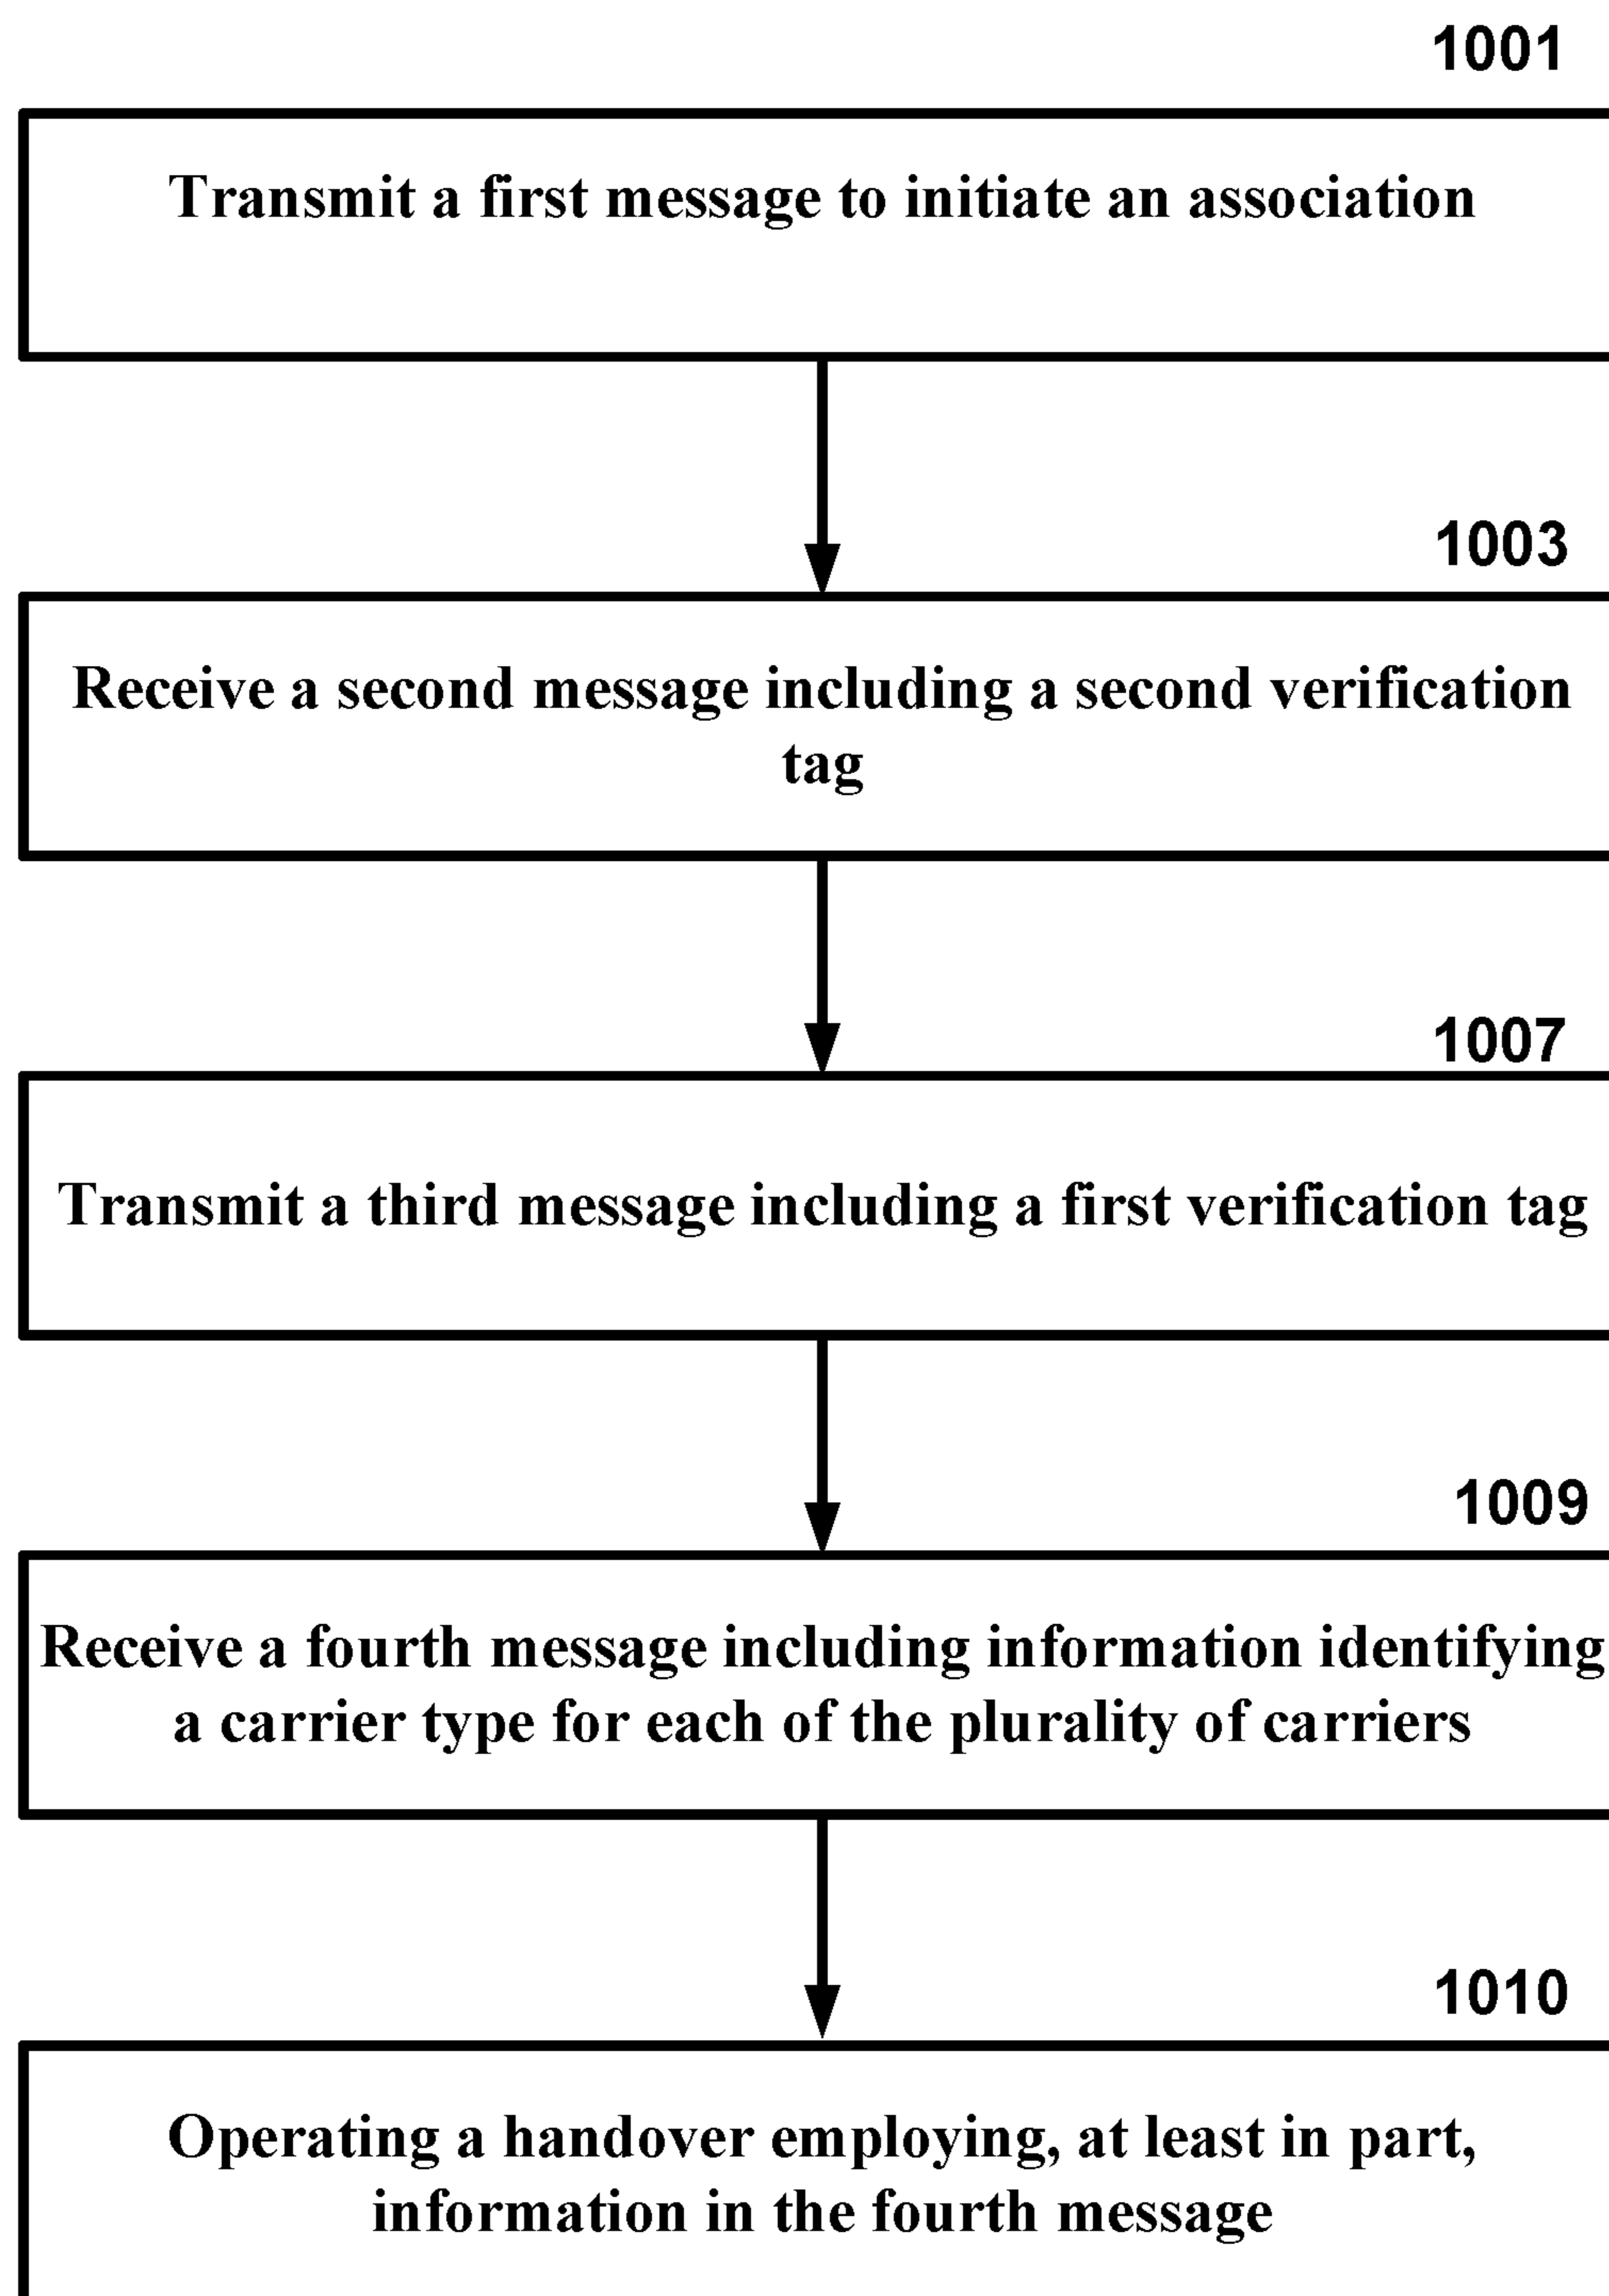 1001
Transmit a first message to initiate an association
1003
Receive a second message including a second verification
tag
1007
Transmit a third message including a first verification tag
1009
Receive a fourth message including information identifying
a carrier type for each of the plurality of carriers
1010
Operating a handover employing, at least in part,
information in the fourth message